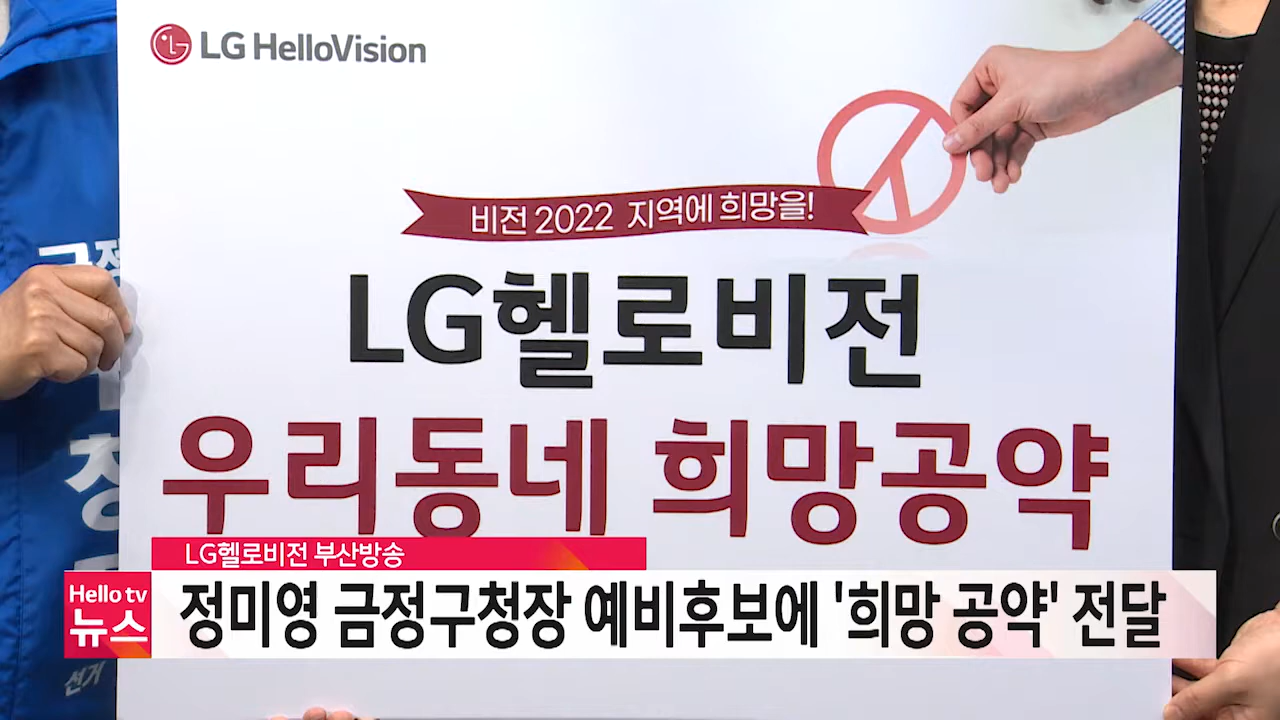 LG HelloVision
비전 2022 지역에 희망을!
LG헬로비전
우리동네 희망공약
LG헬로비전 부산방송
Hello tv
뉴스
정미영 금정구청장 예비후보에 '희망 공약' 전달
선거